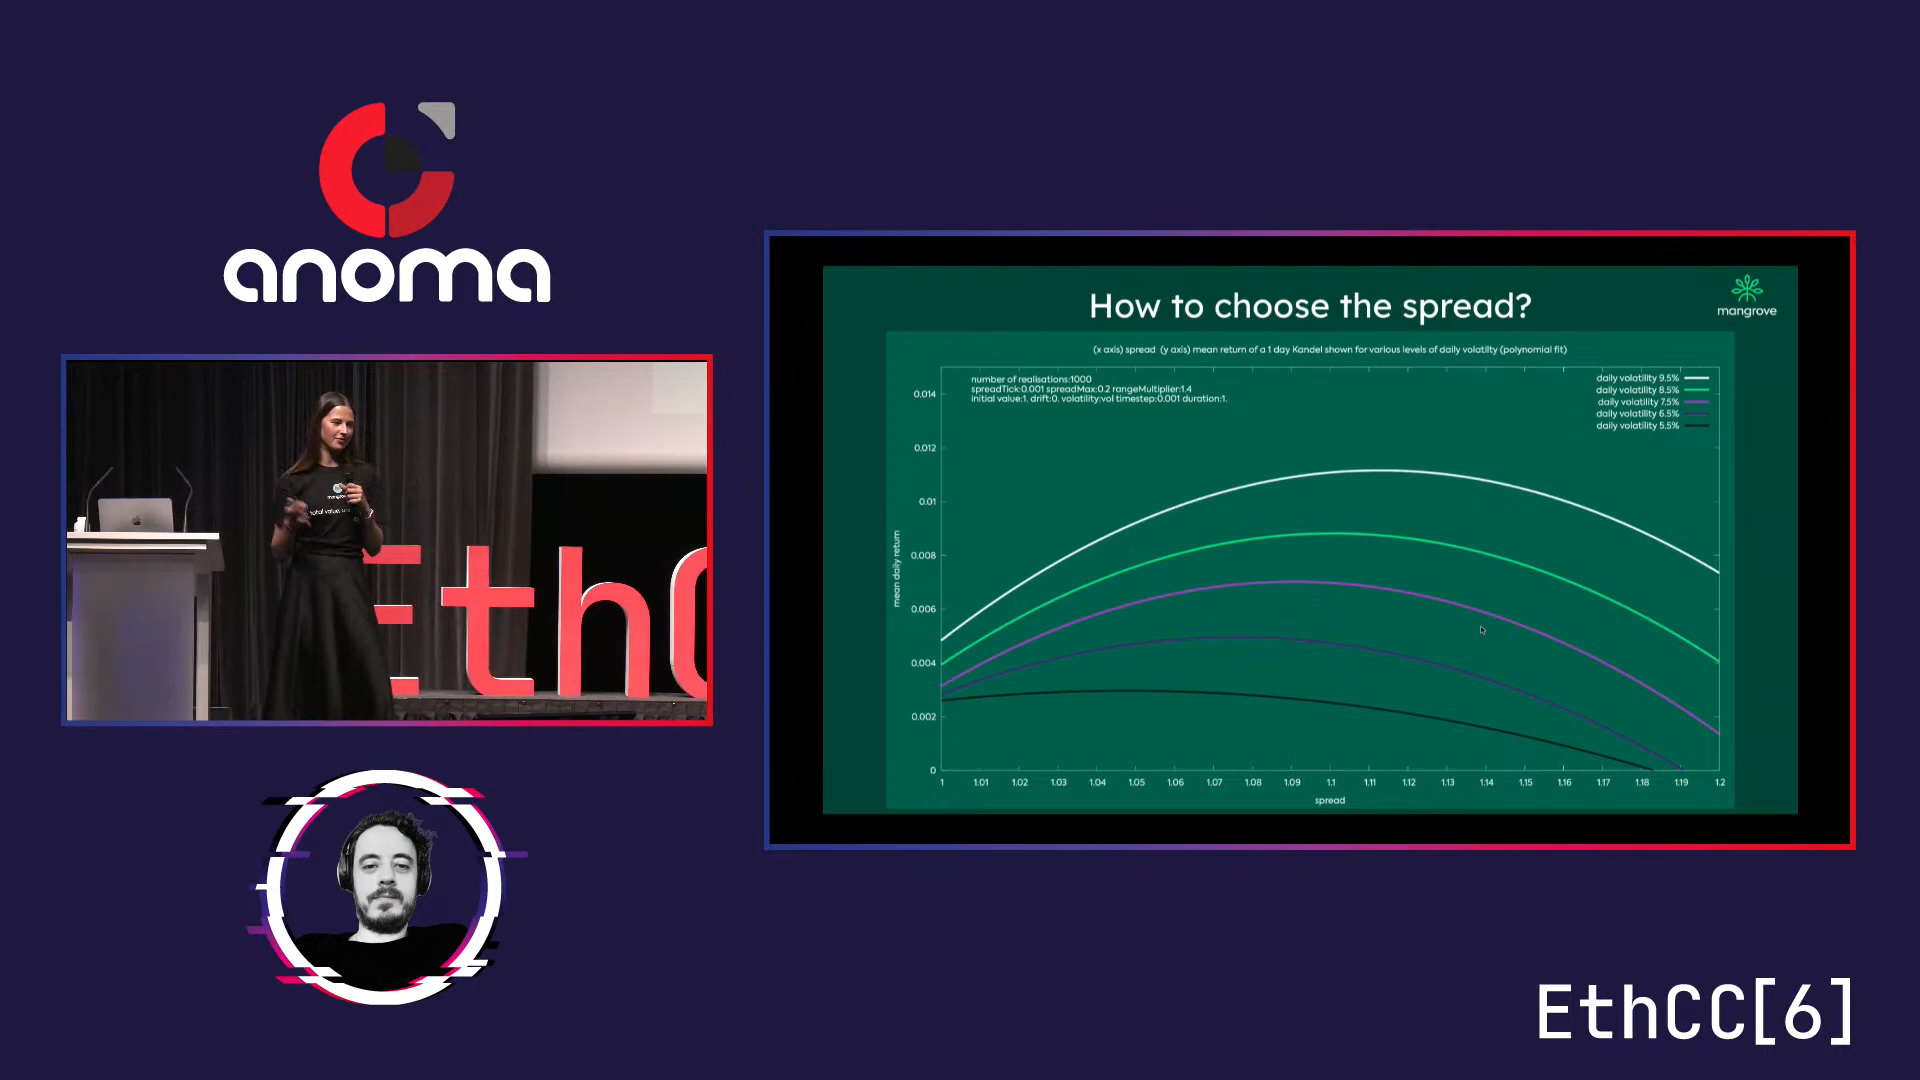 anoma
mangrove
total value un
EthC
How to choose the spread?
mangrove
(x axis) spread (y axis) mean return of a 1 day Kandel shown for various levels of daily volatilty (polynomial fit)
number of realisations:1000
spreadTick:0.001 spreadMax:0.2 rangeMultiplier:1.4
initial value:1. drift:0. volatility:vol timestep:0.001 duration:1.
daily volatility 9.5%
daily volatility 8.5%
daily volatility 7.5%
daily volatility 6.5%
daily volatility 5.5%
mean daily return
0.014
0.012
0.01
0.008
0.006
0.004
0.002
0
1 1.01 1.02 1.03 1.04 1.05 1.06 1.07 1.08 1.09 1.1 1.11 1.12 1.13 1.14 1.15 1.16 1.17 1.18 1.19 1.2
spread
EthCC[6]